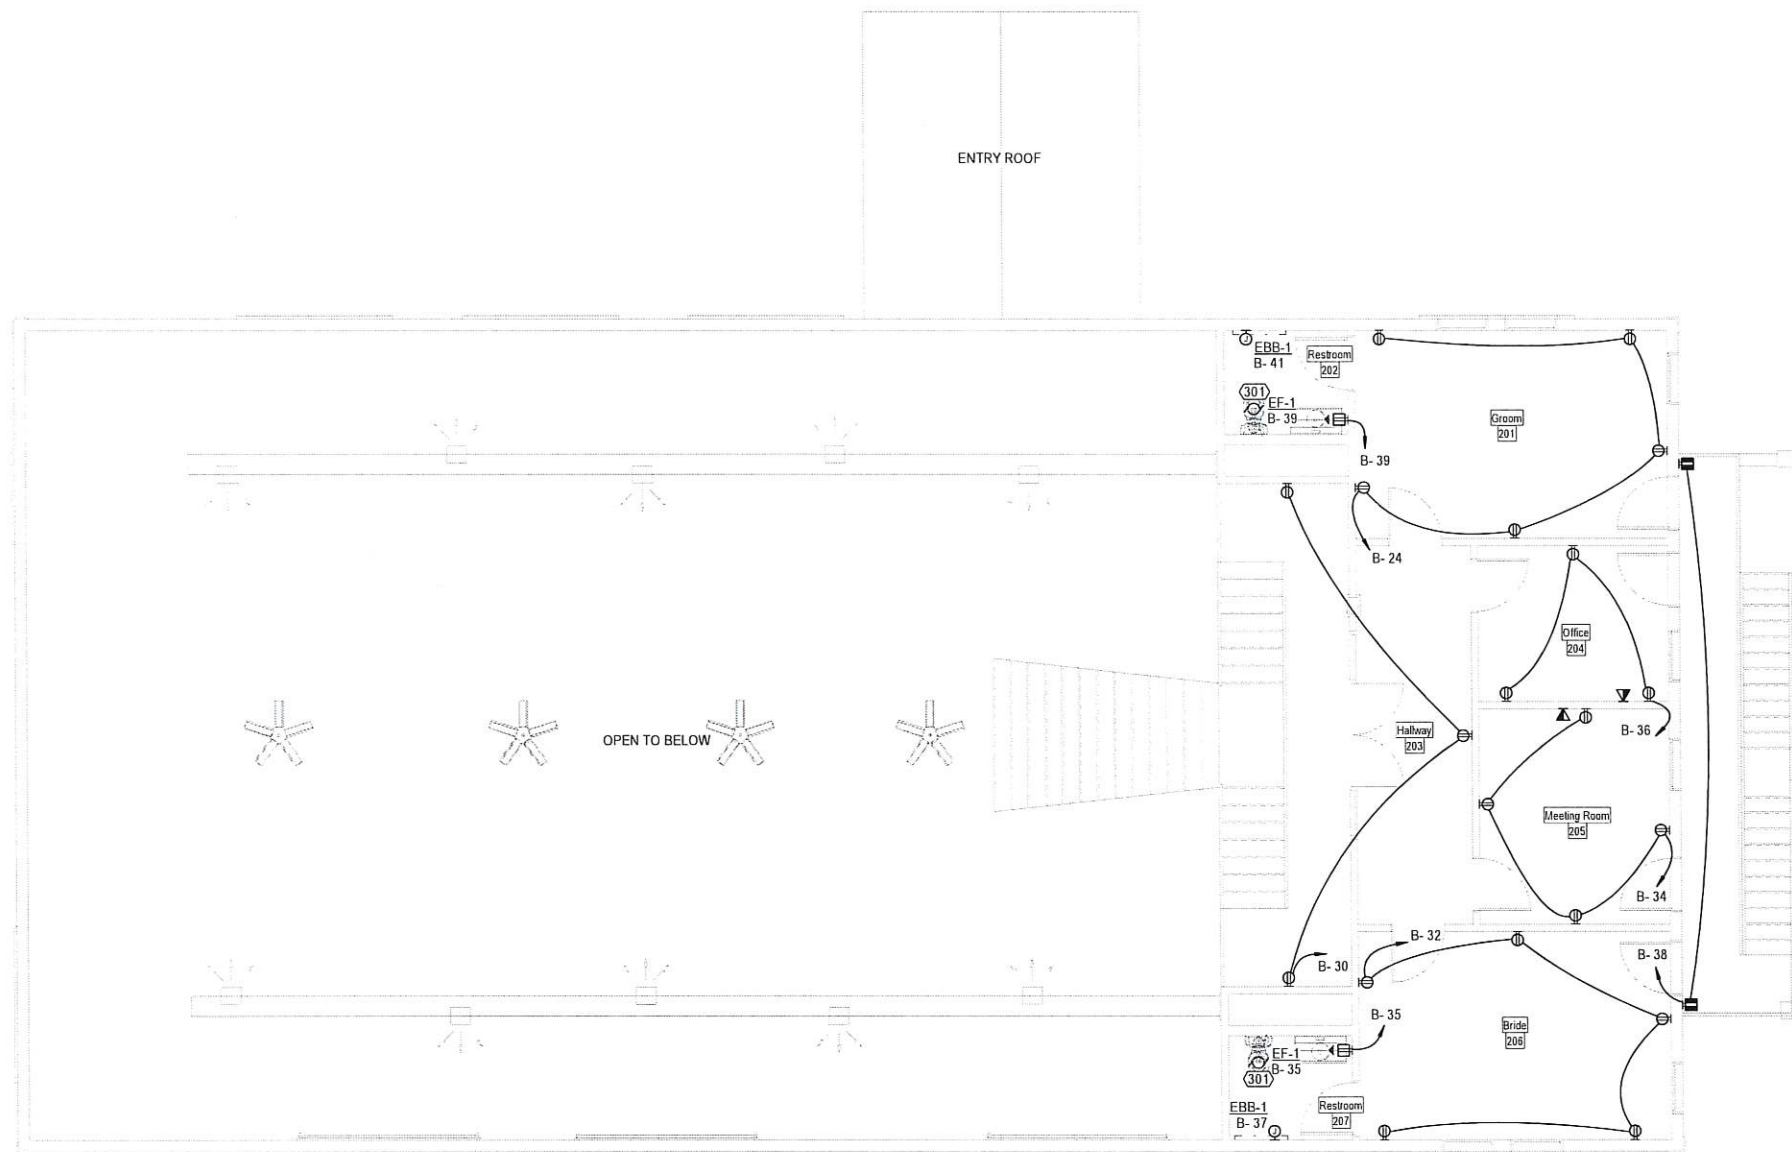 ENTRY ROOF
EBB-1
B- 41
Restroom
202
301
EF-1
B- 39
B- 39
Groom
201
B- 24
Office
204
B- 36
OPEN TO BELOW
Hallway
203
Meeting Room
205
B- 34
B- 32
B- 30
B- 38
B- 35
Bride
206
EF-1
B- 35
301
EBB-1
B- 37
Restroom
207
J
J